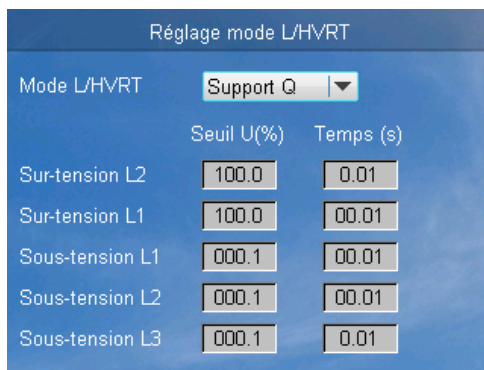 Réglage mode L/HVRT
Mode L/HVRT Support Q
Seuil U(%) Temps (s)
Sur-tension L2 100.0 0.01
Sur-tension L1 100.0 00.01
Sous-tension L1 000.1 00.01
Sous-tension L2 000.1 00.01
Sous-tension L3 000.1 0.01